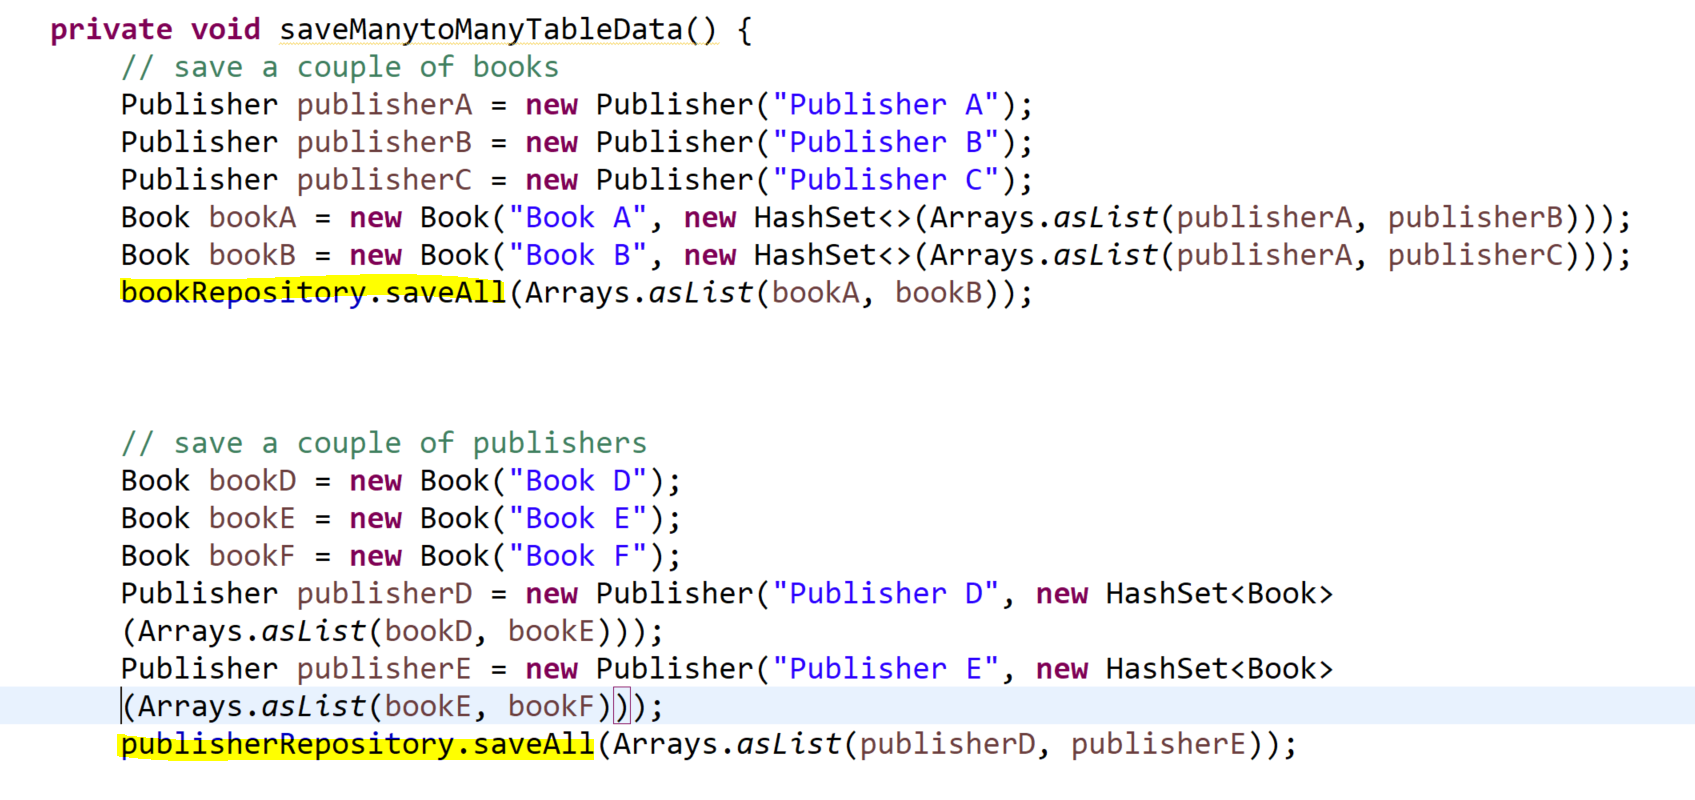 private void saveManytoManyTableData() {
// save a couple of books
Publisher publisherA = new Publisher("Publisher A");
Publisher publisherB = new Publisher("Publisher B");
Publisher publisherC = new Publisher("Publisher C");
Book bookA = new Book("Book A", new HashSet<>(Arrays.asList(publisherA, publisherB)));
Book bookB = new Book("Book B", new HashSet<>(Arrays.asList(publisherA, publisherC)));
bookRepository.saveAll(Arrays.asList(bookA, bookB));
// save a couple of publishers
Book bookD = new Book("Book D");
Book bookE = new Book("Book E");
Book bookF = new Book("Book F");
Publisher publisherD = new Publisher("Publisher D", new HashSet<Book>
(Arrays.asList(bookD, bookE)));
Publisher publisherE = new Publisher("Publisher E", new HashSet<Book>
(Arrays.asList(bookE, bookF)));
publisherRepository.saveAll(Arrays.asList(publisherD, publisherE));